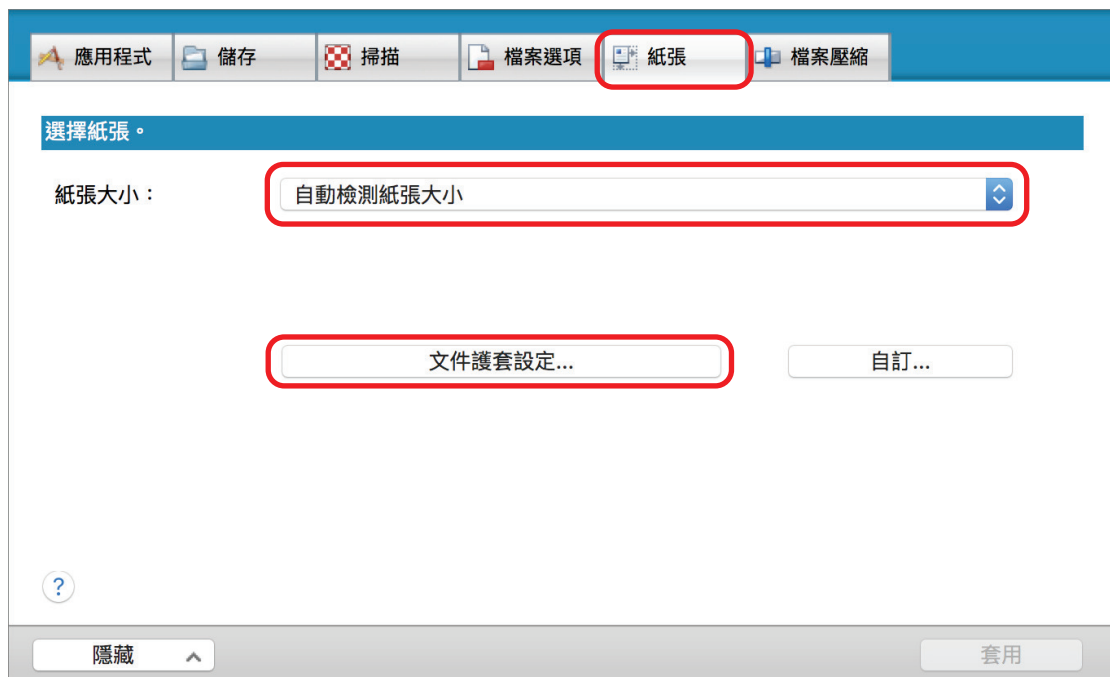 應用程式 儲存 掃描 檔案選項 紙張 檔案壓縮
選擇紙張。
紙張大小： 自動檢測紙張大小
文件護套設定... 自訂...
?
隱藏 套用